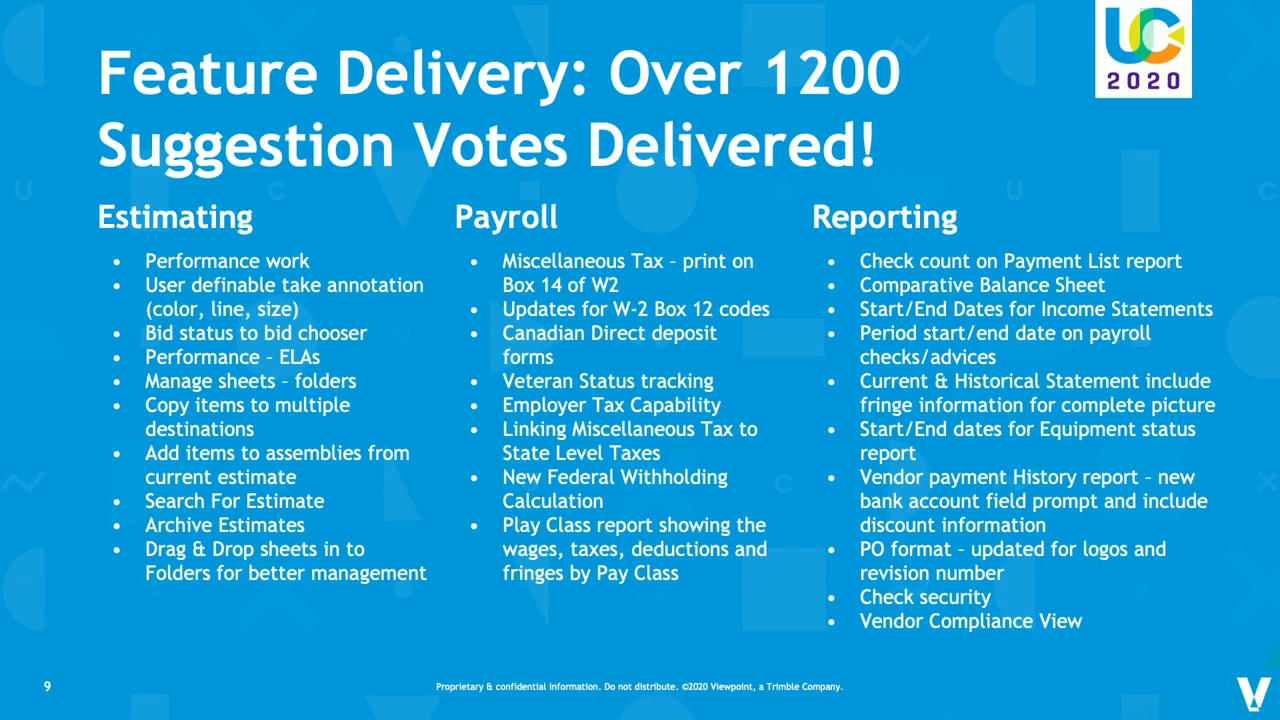 UC
2020
Feature Delivery: Over 1200
Suggestion Votes Delivered!
Estimating
• Performance work
• User definable take annotation
(color, line, size)
• Bid status to bid chooser
• Performance – ELAs
• Manage sheets – folders
• Copy items to multiple
destinations
• Add items to assemblies from
current estimate
• Search For Estimate
• Archive Estimates
• Drag & Drop sheets in to
Folders for better management
Payroll
• Miscellaneous Tax – print on
Box 14 of W2
• Updates for W-2 Box 12 codes
• Canadian Direct deposit
forms
• Veteran Status tracking
• Employer Tax Capability
• Linking Miscellaneous Tax to
State Level Taxes
• New Federal Withholding
Calculation
• Play Class report showing the
wages, taxes, deductions and
fringes by Pay Class
Reporting
• Check count on Payment List report
• Comparative Balance Sheet
• Start/End Dates for Income Statements
• Period start/end date on payroll
checks/advices
• Current & Historical Statement include
fringe information for complete picture
• Start/End dates for Equipment status
report
• Vendor payment History report – new
bank account field prompt and include
discount information
• PO format – updated for logos and
revision number
• Check security
• Vendor Compliance View
9
Proprietary & confidential information. Do not distribute. ©2020 Viewpoint, a Trimble Company.